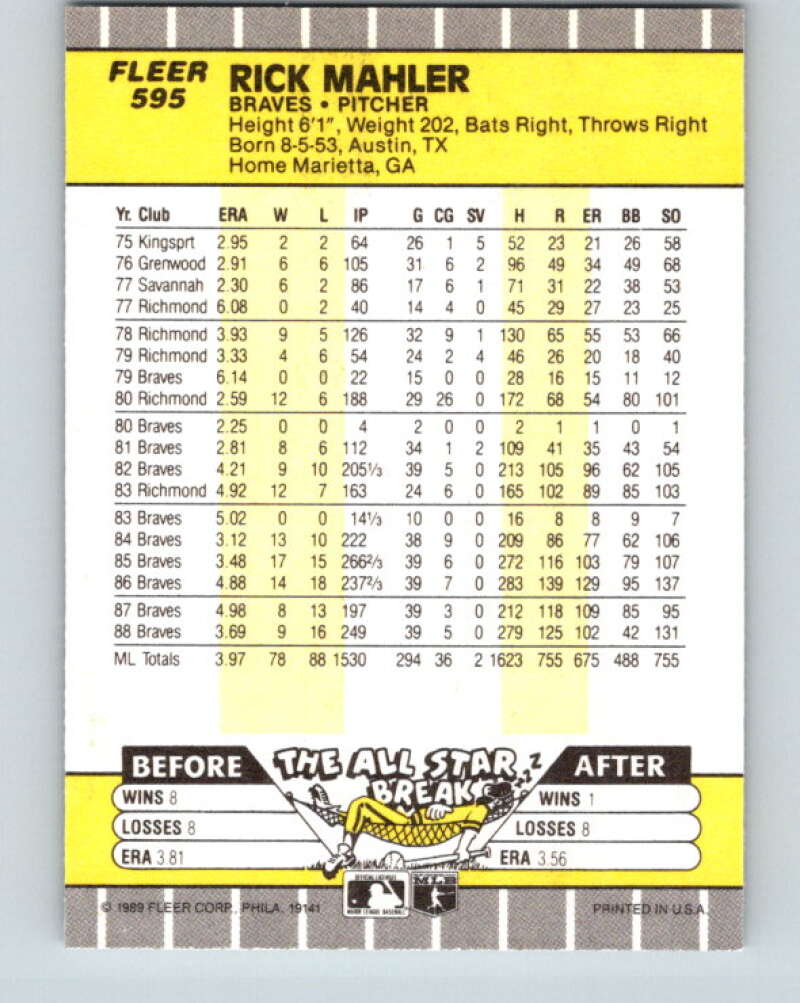 FLEER
595
RICK MAHLER
BRAVES • PITCHER
Height 6'1", Weight 202, Bats Right, Throws Right
Born 8-5-53, Austin, TX
Home Marietta, GA
Yr. Club ERA W L IP G CG SV H R ER BB SO
75 Kingsprt 2.95 2 2 64 26 1 5 52 23 21 26 58
76 Grenwood 2.91 6 6 105 31 6 2 96 49 34 49 68
77 Savannah 2.30 6 2 86 17 6 1 71 31 22 38 53
77 Richmond 6.08 0 2 40 14 4 0 45 29 27 23 25
78 Richmond 3.93 9 5 126 32 9 1 130 65 55 53 66
79 Richmond 3.33 4 6 54 24 2 4 46 26 20 18 40
79 Braves 6.14 0 0 22 15 0 0 28 16 15 11 12
80 Richmond 2.59 12 6 188 29 26 0 172 68 54 80 101
80 Braves 2.25 0 0 4 2 0 0 2 1 1 0 1
81 Braves 2.81 8 6 112 34 1 2 109 41 35 43 54
82 Braves 4.21 9 10 205⅓ 39 5 0 213 105 96 62 105
83 Richmond 4.92 12 7 163 24 6 0 165 102 89 85 103
83 Braves 5.02 0 0 14⅓ 10 0 0 16 8 8 9 7
84 Braves 3.12 13 10 222 38 9 0 209 86 77 62 106
85 Braves 3.48 17 15 266⅔ 39 6 0 272 116 103 79 107
86 Braves 4.88 14 18 237⅔ 39 7 0 283 139 129 95 137
87 Braves 4.98 8 13 197 39 3 0 212 118 109 85 95
88 Braves 3.69 9 16 249 39 5 0 279 125 102 42 131
ML Totals 3.97 78 88 1530 294 36 2 1623 755 675 488 755
BEFORE THE ALL STAR BREAK ZZZ AFTER
WINS 8 WINS 1
LOSSES 8 LOSSES 8
ERA 3.81 ERA 3.56
OFFICIAL LICENSEE
MAJOR LEAGUE BASEBALL
MLB
© 1989 FLEER CORP., PHILA. 19141 PRINTED IN U.S.A.